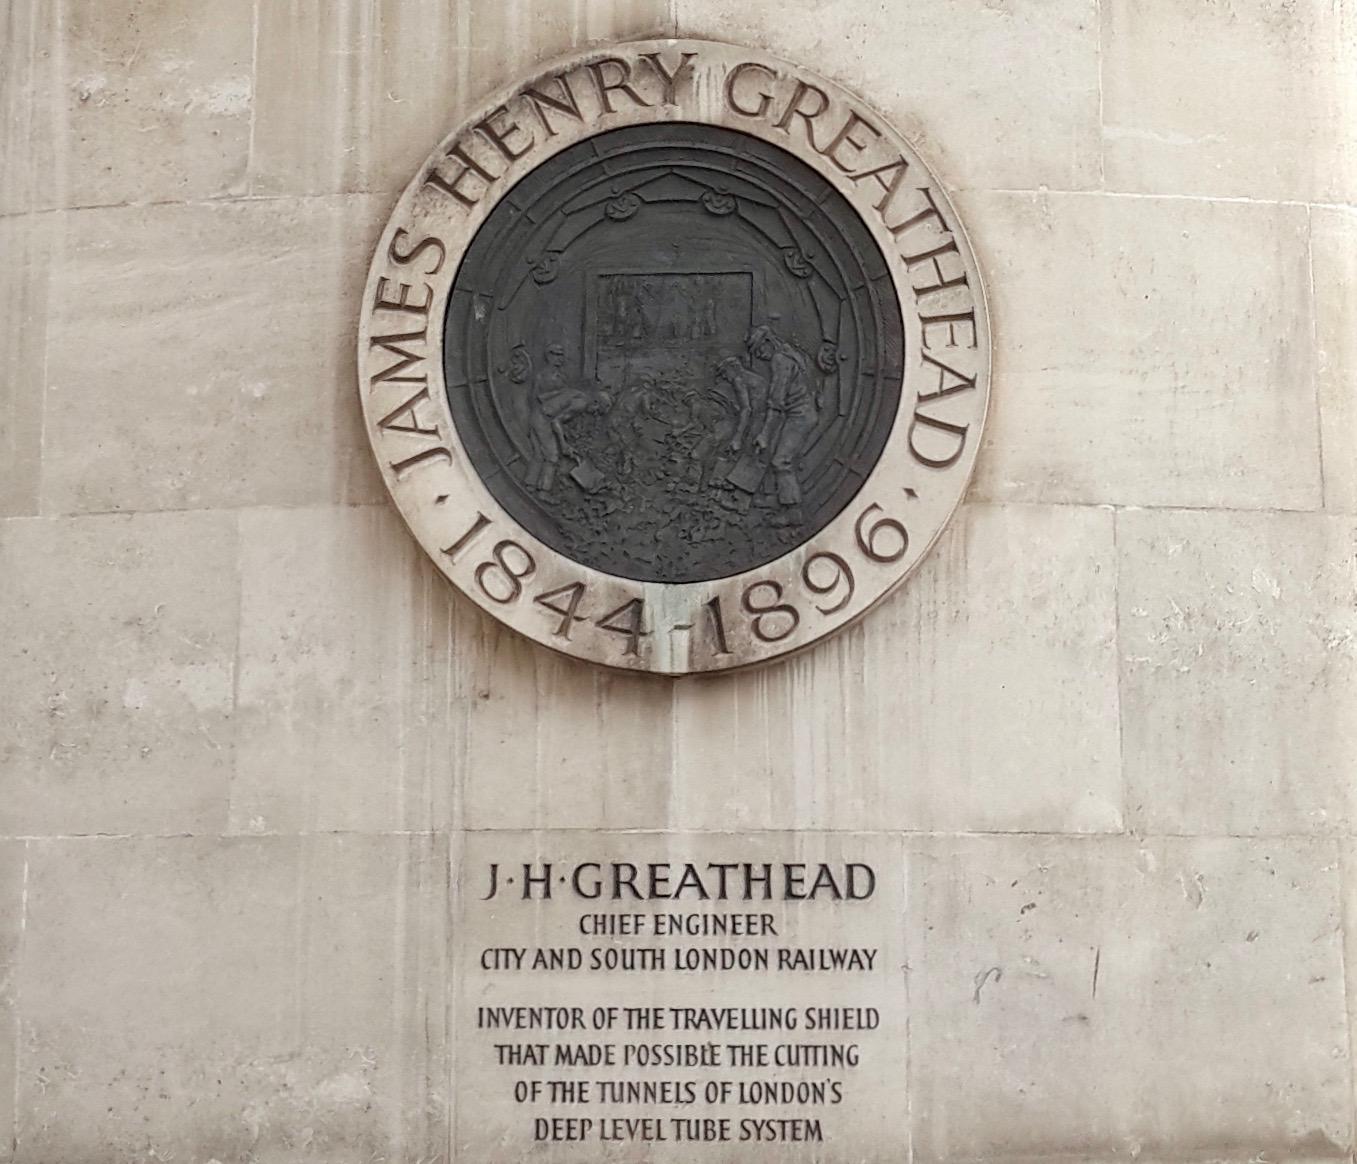 JAMES HENRY GREATHEAD
· 1844-1896 ·
J·H·GREATHEAD
CHIEF ENGINEER
CITY AND SOUTH LONDON RAILWAY
INVENTOR OF THE TRAVELLING SHIELD
THAT MADE POSSIBLE THE CUTTING
OF THE TUNNELS OF LONDON'S
DEEP LEVEL TUBE SYSTEM